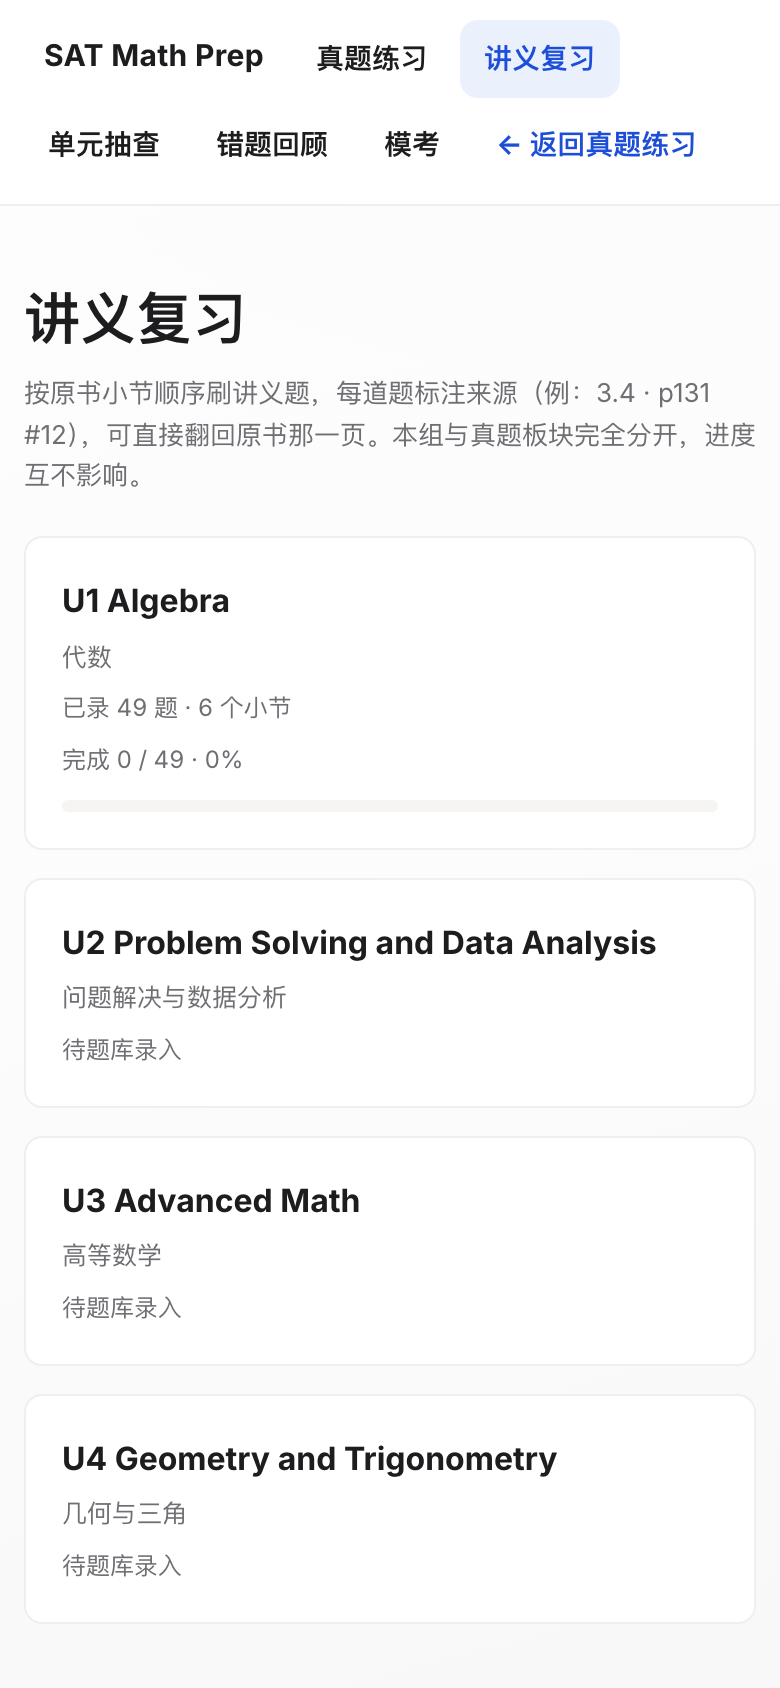 SAT Math Prep 真题练习 讲义复习
单元抽查 错题回顾 模考 ← 返回真题练习
讲义复习
按原书小节顺序刷讲义题，每道题标注来源（例：3.4 · p131
#12），可直接翻回原书那一页。本组与真题板块完全分开，进度
互不影响。
U1 Algebra
代数
已录 49 题 · 6 个小节
完成 0 / 49 · 0%
U2 Problem Solving and Data Analysis
问题解决与数据分析
待题库录入
U3 Advanced Math
高等数学
待题库录入
U4 Geometry and Trigonometry
几何与三角
待题库录入